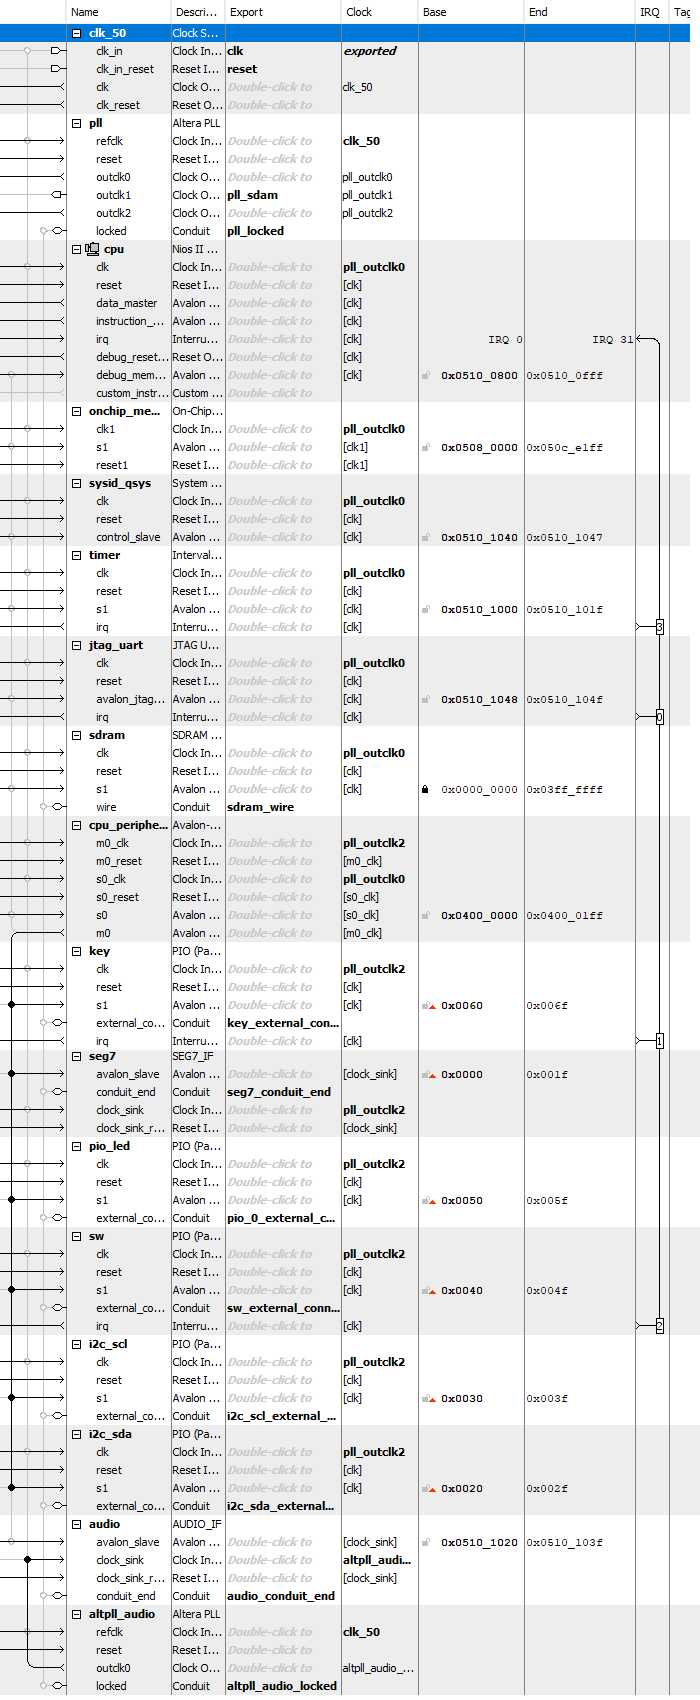 Name Descri... Export Clock Base End IRQ Tag
clk_50 Clock S...
clk_in Clock In... clk exported
clk_in_reset Reset I... reset
clk Clock O... Double-click to clk_50
clk_reset Reset O... Double-click to
pll Altera PLL
refclk Clock In... Double-click to clk_50
reset Reset I... Double-click to
outclk0 Clock O... Double-click to pll_outclk0
outclk1 Clock O... pll_sdam pll_outclk1
outclk2 Clock O... Double-click to pll_outclk2
locked Conduit pll_locked
cpu Nios II ...
clk Clock In... Double-click to pll_outclk0
reset Reset I... Double-click to [clk]
data_master Avalon ... Double-click to [clk]
instruction_... Avalon ... Double-click to [clk]
irq Interru... Double-click to [clk] IRQ 0 IRQ 31
debug_reset... Reset O... Double-click to [clk]
debug_mem... Avalon ... Double-click to [clk] 0x0510_0800 0x0510_0fff
custom_instr... Custom ... Double-click to
onchip_me... On-Chip...
clk1 Clock In... Double-click to pll_outclk0
s1 Avalon ... Double-click to [clk1] 0x0508_0000 0x050c_e1ff
reset1 Reset I... Double-click to [clk1]
sysid_qsys System ...
clk Clock In... Double-click to pll_outclk0
reset Reset I... Double-click to [clk]
control_slave Avalon ... Double-click to [clk] 0x0510_1040 0x0510_1047
timer Interval...
clk Clock In... Double-click to pll_outclk0
reset Reset I... Double-click to [clk]
s1 Avalon ... Double-click to [clk] 0x0510_1000 0x0510_101f
irq Interru... Double-click to [clk] 3
jtag_uart JTAG U...
clk Clock In... Double-click to pll_outclk0
reset Reset I... Double-click to [clk]
avalon_jtag... Avalon ... Double-click to [clk] 0x0510_1048 0x0510_104f
irq Interru... Double-click to [clk] 0
sdram SDRAM ...
clk Clock In... Double-click to pll_outclk0
reset Reset I... Double-click to [clk]
s1 Avalon ... Double-click to [clk] 0x0000_0000 0x03ff_ffff
wire Conduit sdram_wire
cpu_periphe... Avalon-...
m0_clk Clock In... Double-click to pll_outclk2
m0_reset Reset I... Double-click to [m0_clk]
s0_clk Clock In... Double-click to pll_outclk0
s0_reset Reset I... Double-click to [s0_clk]
s0 Avalon ... Double-click to [s0_clk] 0x0400_0000 0x0400_01ff
m0 Avalon ... Double-click to [m0_clk]
key PIO (Pa...
clk Clock In... Double-click to pll_outclk2
reset Reset I... Double-click to [clk]
s1 Avalon ... Double-click to [clk] 0x0060 0x006f
external_co... Conduit key_external_con...
irq Interru... Double-click to [clk] 1
seg7 SEG7_IF
avalon_slave Avalon ... Double-click to [clock_sink] 0x0000 0x001f
conduit_end Conduit seg7_conduit_end
clock_sink Clock In... Double-click to pll_outclk2
clock_sink_r... Reset I... Double-click to [clock_sink]
pio_led PIO (Pa...
clk Clock In... Double-click to pll_outclk2
reset Reset I... Double-click to [clk]
s1 Avalon ... Double-click to [clk] 0x0050 0x005f
external_co... Conduit pio_0_external_c...
sw PIO (Pa...
clk Clock In... Double-click to pll_outclk2
reset Reset I... Double-click to [clk]
s1 Avalon ... Double-click to [clk] 0x0040 0x004f
external_co... Conduit sw_external_conn...
irq Interru... Double-click to [clk] 2
i2c_scl PIO (Pa...
clk Clock In... Double-click to pll_outclk2
reset Reset I... Double-click to [clk]
s1 Avalon ... Double-click to [clk] 0x0030 0x003f
external_co... Conduit i2c_scl_external_...
i2c_sda PIO (Pa...
clk Clock In... Double-click to pll_outclk2
reset Reset I... Double-click to [clk]
s1 Avalon ... Double-click to [clk] 0x0020 0x002f
external_co... Conduit i2c_sda_external...
audio AUDIO_IF
avalon_slave Avalon ... Double-click to [clock_sink] 0x0510_1020 0x0510_103f
clock_sink Clock In... Double-click to altpll_audi...
clock_sink_r... Reset I... Double-click to [clock_sink]
conduit_end Conduit audio_conduit_end
altpll_audio Altera PLL
refclk Clock In... Double-click to clk_50
reset Reset I... Double-click to
outclk0 Clock O... Double-click to altpll_audio_...
locked Conduit altpll_audio_locked